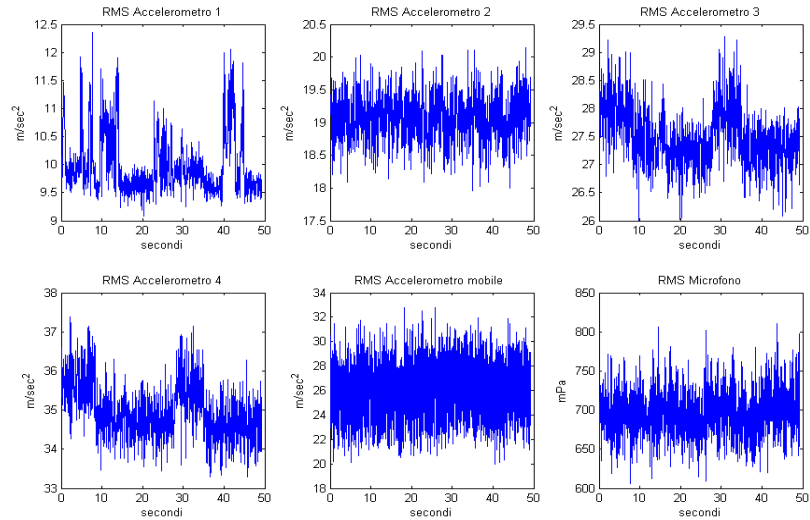 RMS Accelerometro 1
12.5
12
11.5
11
10.5
10
9.5
9
m/sec²
0 10 20 30 40 50
secondi
RMS Accelerometro 2
20.5
20
19.5
19
18.5
18
17.5
m/sec²
0 10 20 30 40 50
secondi
RMS Accelerometro 3
29.5
29
28.5
28
27.5
27
26.5
26
m/sec²
0 10 20 30 40 50
secondi
RMS Accelerometro 4
38
37
36
35
34
33
m/sec²
0 10 20 30 40 50
secondi
RMS Accelerometro mobile
34
32
30
28
26
24
22
20
18
m/sec²
0 10 20 30 40 50
secondi
RMS Microfono
850
800
750
700
650
600
mPa
0 10 20 30 40 50
secondi